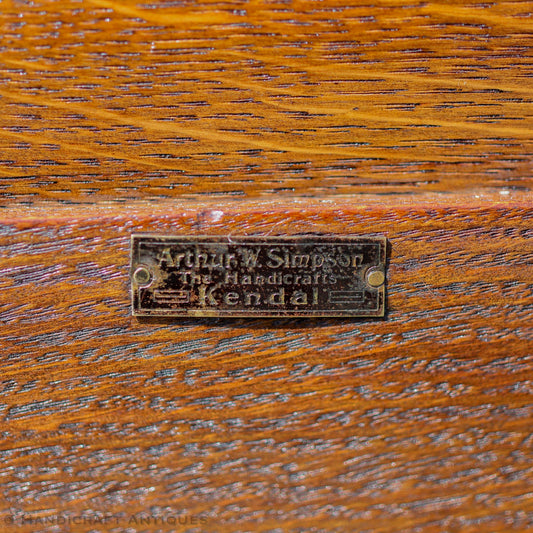 Arthur. W. Simpson
The Handicrafts
Kendal
© Handicraft Antiques